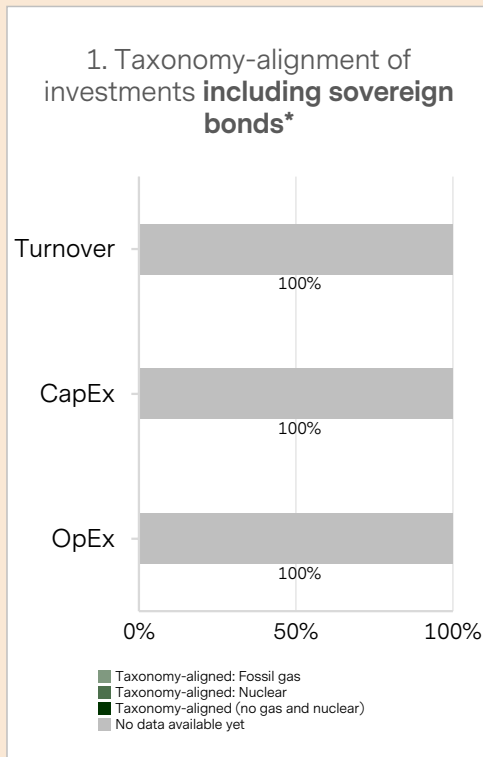 1. Taxonomy-alignment of
investments including sovereign
bonds*
Turnover
100%
CapEx
100%
OpEx
100%
0% 50% 100%
Taxonomy-aligned: Fossil gas
Taxonomy-aligned: Nuclear
Taxonomy-aligned (no gas and nuclear)
No data available yet